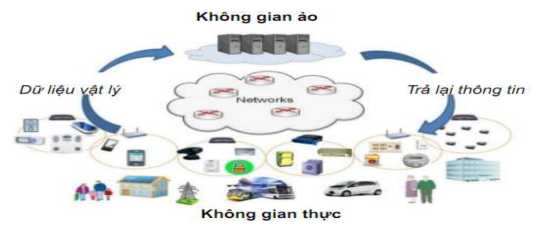 Không gian ảo
Dữ liệu vật lý
Networks
Trả lại thông tin
Không gian thực